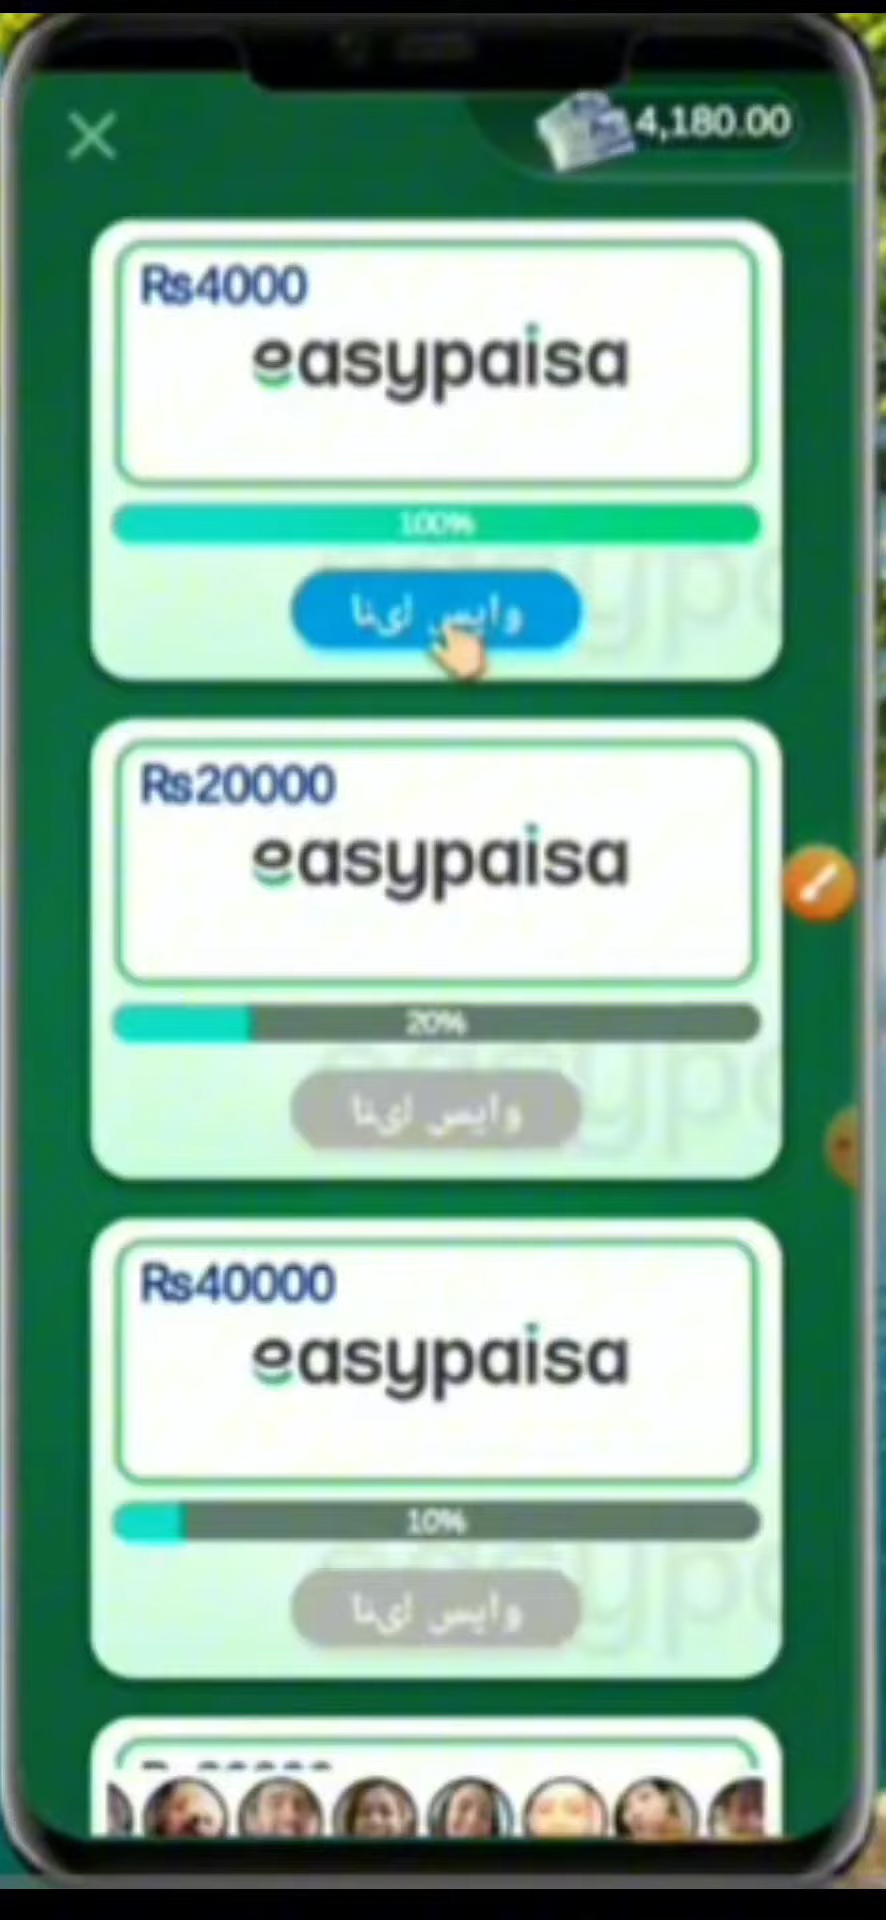 4,180.00
Rs4000
easypaisa
100%
واپس لینا
Rs20000
easypaisa
20%
واپس لینا
Rs40000
easypaisa
10%
واپس لینا